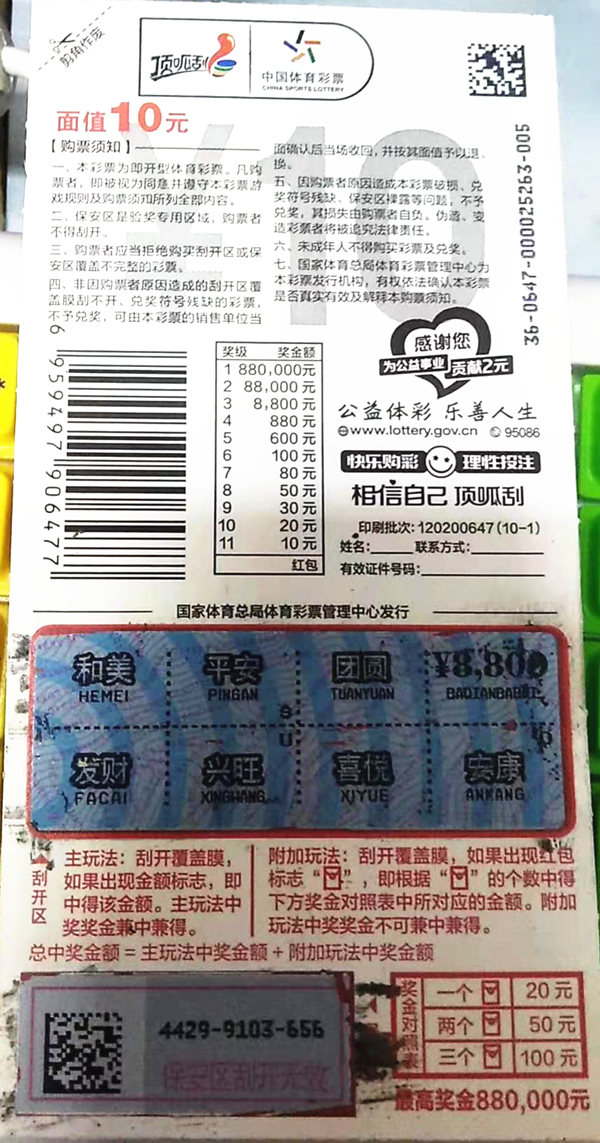 剪角作废
顶呱刮
中国体育彩票
CHINA SPORTS LOTTERY
面值10元
¥10
【购票须知】
一、本彩票为即开型体育彩票。凡购
票者，即被视为同意并遵守本彩票游
戏规则及购票须知所列全部内容。
二、保安区是验奖专用区域，购票者
不得刮开。
三、购票者应当拒绝购买刮开区或保
安区覆盖不完整的彩票。
四、非因购票者原因造成的刮开区覆
盖膜刮不开、兑奖符号残缺的彩票，
不予兑奖，可由本彩票的销售单位当
面确认后当场收回，并按其面值予以退、
换。
五、因购票者原因造成本彩票破损、兑
奖符号残缺、保安区裸露等问题，不予
兑奖，其损失由购票者自负。伪造、变
造彩票者将被追究法律责任。
六、未成年人不得购买彩票及兑奖。
七、国家体育总局体育彩票管理中心为
本彩票发行机构，有权依法确认本彩票
是否真实有效及解释本购票须知。
36-0647-000025263-005
6 959497 906477
奖级 奖金额
1 880,000元
2 88,000元
3 8,800元
4 880元
5 600元
6 100元
7 80元
8 50元
9 30元
10 20元
11 10元
红包
感谢您
为公益事业 贡献2元
公益体彩 乐善人生
www.lottery.gov.cn 95086
快乐购彩 理性投注
相信自己 顶呱刮
印刷批次：120200647(10-1)
姓名：____ 联系方式：______
有效证件号码：__________
国家体育总局体育彩票管理中心发行
和美 平安 团圆 ¥8,800
HEMEI PINGAN TUANYUAN
发财 兴旺 喜悦 安康
FACAI XINGWANG XIYUE ANKANG
刮开区
主玩法：刮开覆盖膜，
如果出现金额标志，即
中得该金额。主玩法中
奖奖金兼中兼得。
附加玩法：刮开覆盖膜，如果出现红包
标志“”，即根据“”的个数中得
下方奖金对照表中所对应的金额。附加
玩法中奖奖金不可兼中兼得。
总中奖金额 = 主玩法中奖金额 + 附加玩法中奖金额
4429-9103-656
保安区刮开无效
奖金对照表
一个 20元
两个 50元
三个 100元
最高奖金880,000元